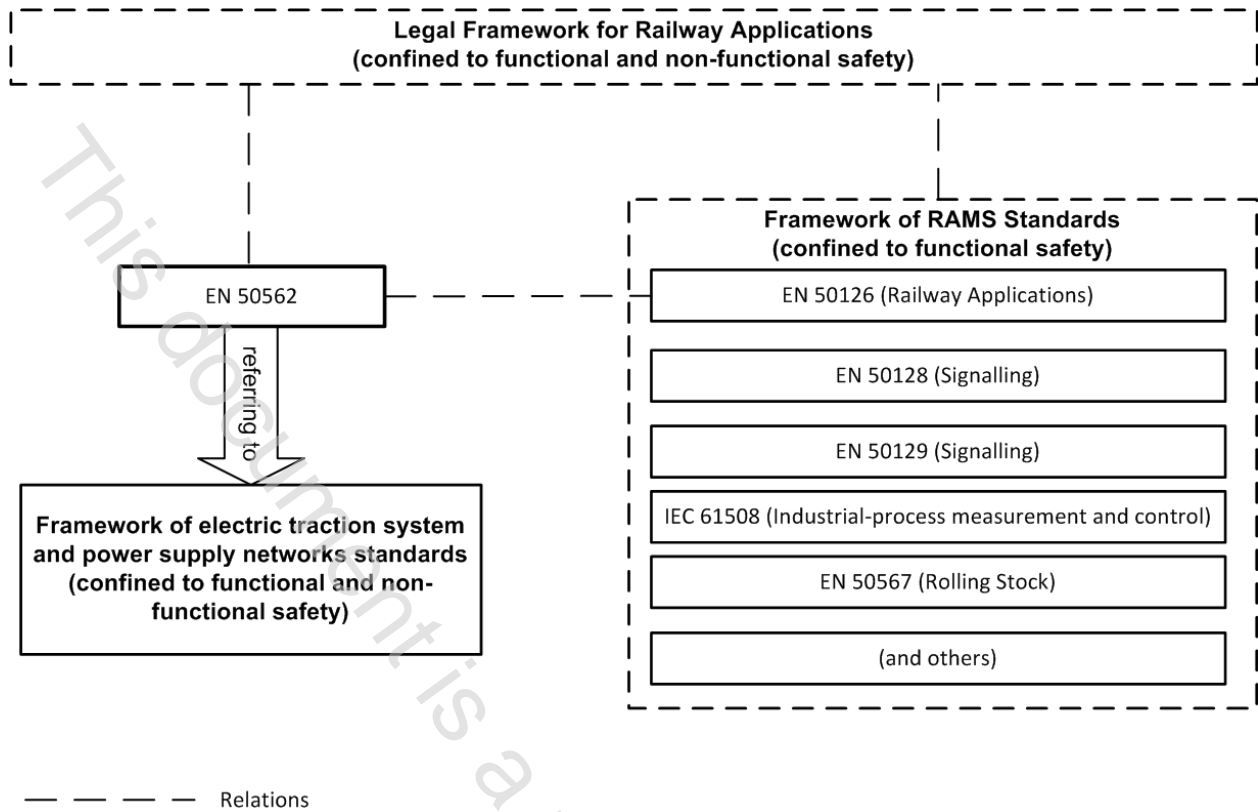 Legal Framework for Railway Applications
(confined to functional and non-functional safety)
Framework of RAMS Standards
(confined to functional safety)
EN 50562
EN 50126 (Railway Applications)
EN 50128 (Signalling)
referring to
EN 50129 (Signalling)
IEC 61508 (Industrial-process measurement and control)
Framework of electric traction system
and power supply networks standards
(confined to functional and non-
functional safety)
EN 50567 (Rolling Stock)
(and others)
Relations
This document is a